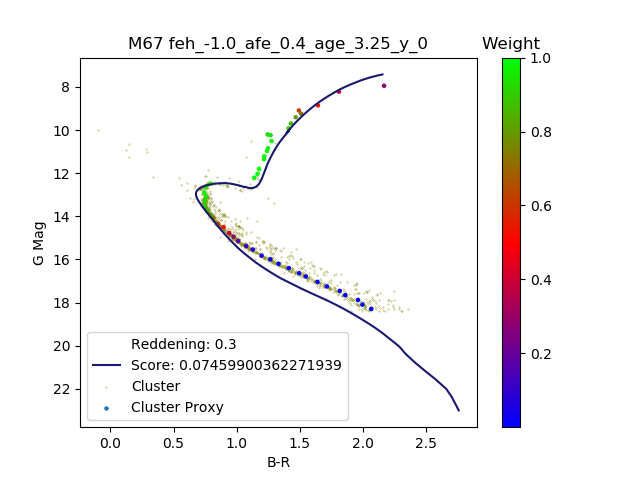 M67 feh_-1.0_afe_0.4_age_3.25_y_0
Weight
G Mag
8
10
12
14
16
18
20
22
0.0 0.5 1.0 1.5 2.0 2.5
B-R
Reddening: 0.3
Score: 0.07459900362271939
Cluster
Cluster Proxy
1.0
0.8
0.6
0.4
0.2